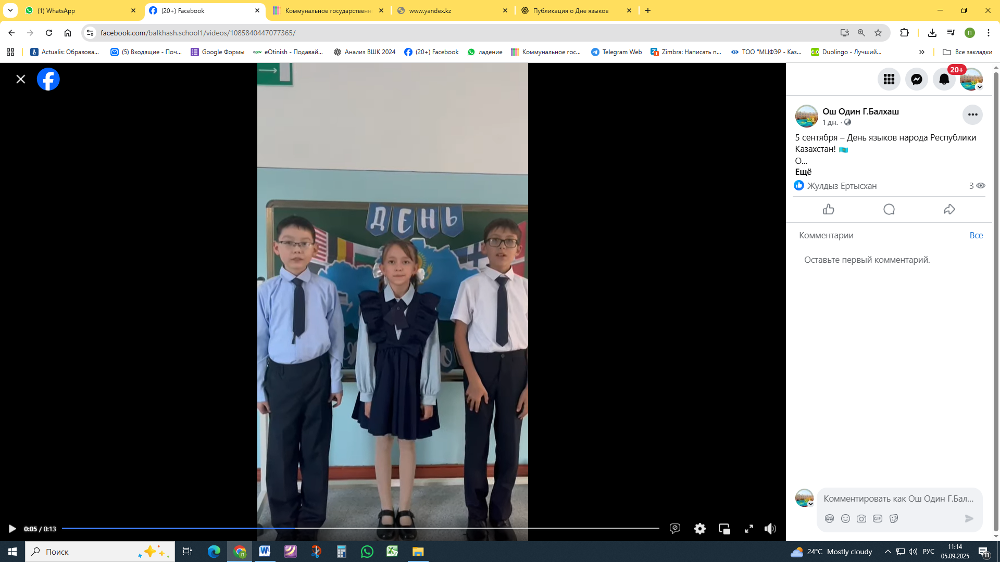 (1) WhatsApp
(20+) Facebook
Коммунальное государственн
www.yandex.kz
Публикация о Дне языков
facebook.com/balkhash.school1/videos/1085840447077365/
Actualis: Образова...
(5) Входящие - Поч...
Google Формы
eOtinish - Подавай...
Анализ ВШК 2024
(20+) Facebook
ладение
Коммунальное гос...
Telegram Web
Zimbra: Написать п...
ТОО "МЦФЭР - Каз...
Duolingo - Лучший...
Все закладки
ДЕНЬ
20+
Ош Один Г.Балхаш
1 дн. ·
5 сентября – День языков народа Республики
Казахстан! 🇰🇿
О...
Ещё
Жулдыз Ертысхан
3
Комментарии
Все
Оставьте первый комментарий.
Комментировать как Ош Один Г.Бал...
GIF
0:05 / 0:13
Поиск
24°C Mostly cloudy
РУС
11:14
05.09.2025
11